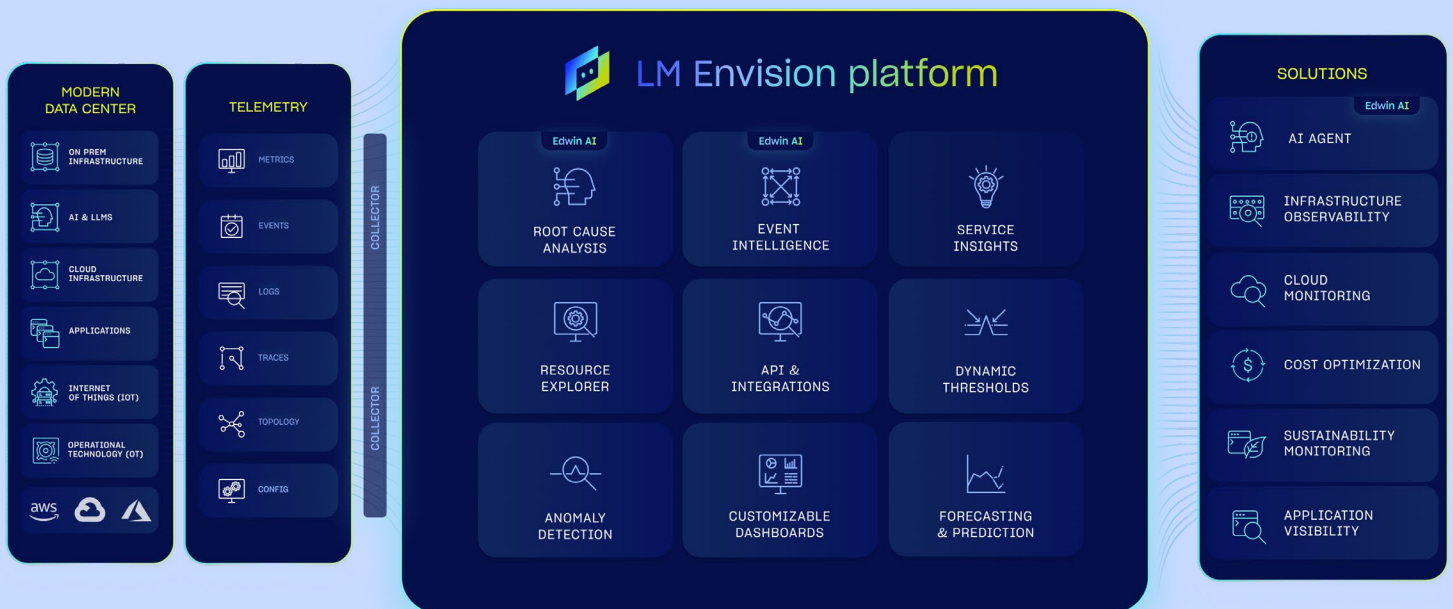 MODERN
DATA CENTER
ON PREM
INFRASTRUCTURE
AI & LLMS
CLOUD
INFRASTRUCTURE
APPLICATIONS
INTERNET
OF THINGS (IOT)
OPERATIONAL
TECHNOLOGY (OT)
aws
TELEMETRY
METRICS
EVENTS
LOGS
TRACES
TOPOLOGY
CONFIG
COLLECTOR
COLLECTOR
LM Envision platform
Edwin AI
ROOT CAUSE
ANALYSIS
Edwin AI
EVENT
INTELLIGENCE
SERVICE
INSIGHTS
RESOURCE
EXPLORER
API &
INTEGRATIONS
DYNAMIC
THRESHOLDS
ANOMALY
DETECTION
CUSTOMIZABLE
DASHBOARDS
FORECASTING
& PREDICTION
SOLUTIONS
Edwin AI
AI AGENT
INFRASTRUCTURE
OBSERVABILITY
CLOUD
MONITORING
COST OPTIMIZATION
SUSTAINABILITY
MONITORING
APPLICATION
VISIBILITY